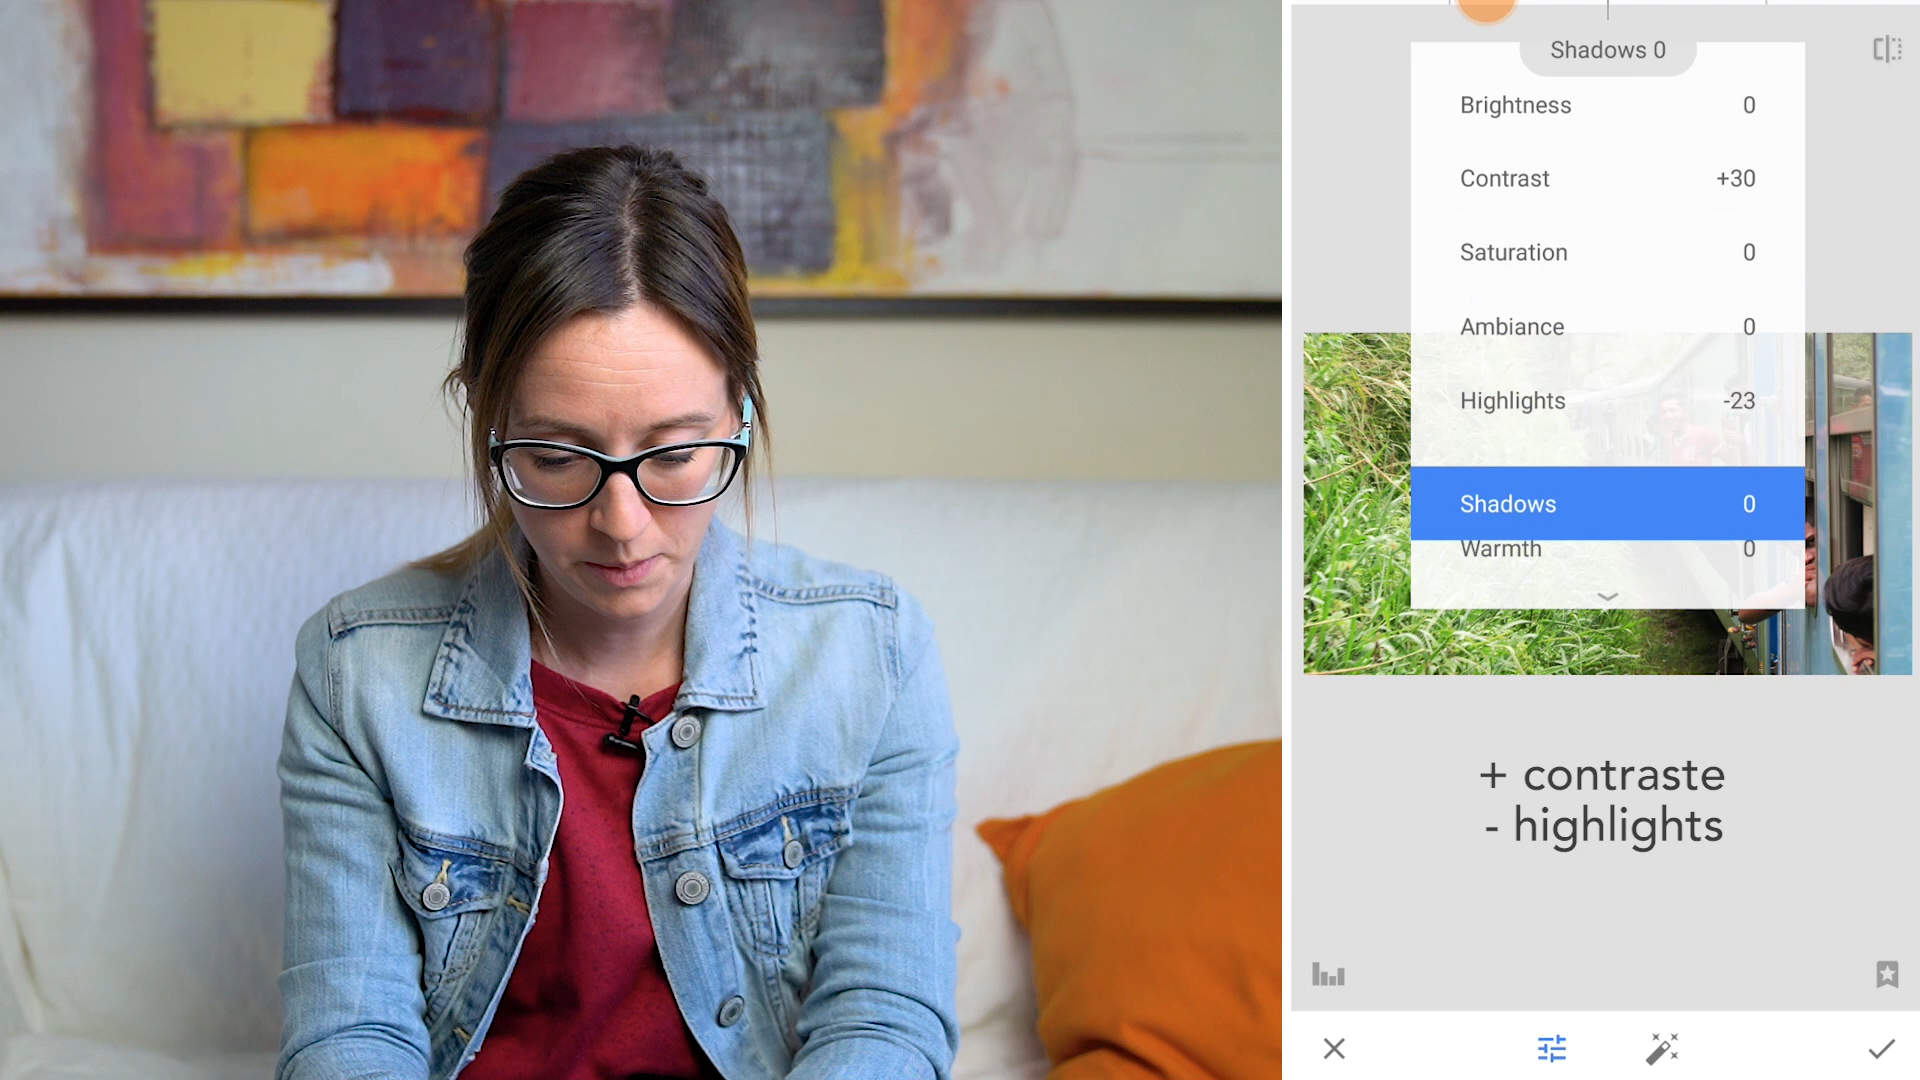 Shadows 0
Brightness 0
Contrast +30
Saturation 0
Ambiance 0
Highlights -23
Shadows 0
Warmth 0
+ contraste
- highlights